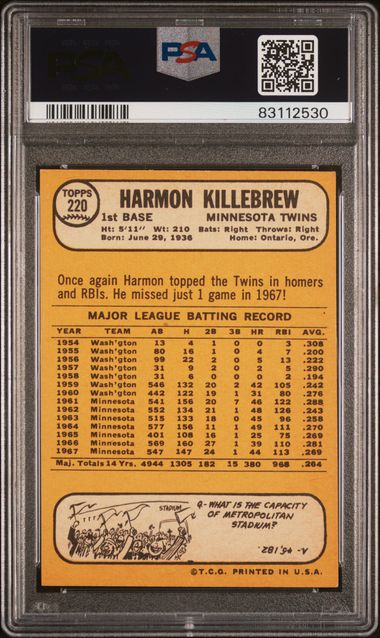 PSA
PSA
83112530
TOPPS
220
HARMON KILLEBREW
1st BASE MINNESOTA TWINS
Ht: 5'11" Wt: 210 Bats: Right Throws: Right
Born: June 29, 1936 Home: Ontario, Ore.
Once again Harmon topped the Twins in homers
and RBIs. He missed just 1 game in 1967!
MAJOR LEAGUE BATTING RECORD
YEAR TEAM AB H 2B 3B HR RBI AVG.
1954 Wash'gton 13 4 1 0 0 3 .308
1955 Wash'gton 80 16 1 0 4 7 .200
1956 Wash'gton 99 22 2 0 5 13 .222
1957 Wash'gton 31 9 2 0 2 5 .290
1958 Wash'gton 31 6 0 0 0 2 .194
1959 Wash'gton 546 132 20 2 42 105 .242
1960 Wash'gton 442 122 19 1 31 80 .276
1961 Minnesota 541 156 20 7 46 122 .288
1962 Minnesota 552 134 21 1 48 126 .243
1963 Minnesota 515 133 18 0 45 96 .258
1964 Minnesota 577 156 11 1 49 111 .270
1965 Minnesota 401 108 16 1 25 75 .269
1966 Minnesota 569 160 27 1 39 110 .281
1967 Minnesota 547 147 24 1 44 113 .269
Maj. Totals 14 Yrs. 4944 1305 182 15 380 968 .264
STADIUM
Q-WHAT IS THE CAPACITY
OF METROPOLITAN
STADIUM?
A-46,182.
©T.C.G. PRINTED IN U.S.A.